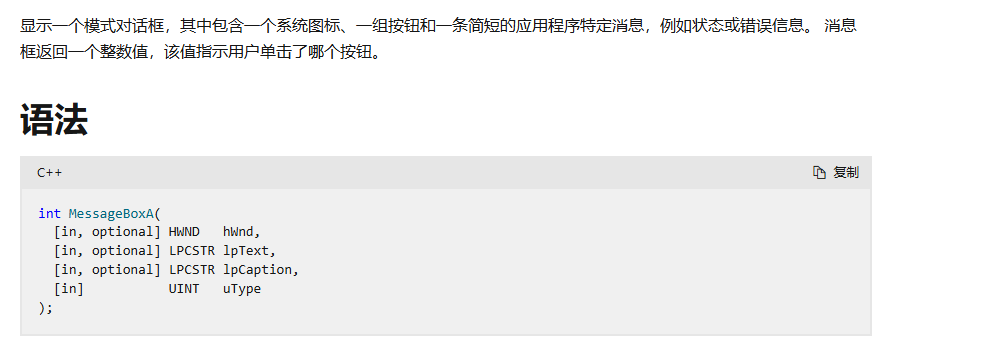 显示一个模式对话框，其中包含一个系统图标、一组按钮和一条简短的应用程序特定消息，例如状态或错误信息。 消息
框返回一个整数值，该值指示用户单击了哪个按钮。
语法
C++ 复制
int MessageBoxA(
  [in, optional] HWND   hWnd,
  [in, optional] LPCSTR lpText,
  [in, optional] LPCSTR lpCaption,
  [in]           UINT   uType
);